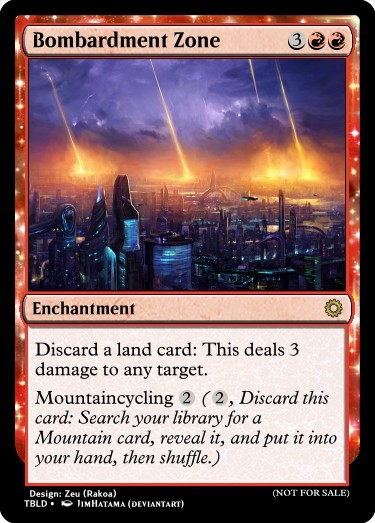 Bombardment Zone 3
Enchantment
Discard a land card: This deals 3
damage to any target.
Mountaincycling 2 ( 2 , Discard this
card: Search your library for a
Mountain card, reveal it, and put it into
your hand, then shuffle.)
Design: Zeu (Rakoa) (NOT FOR SALE)
TBLD • JIMHATAMA (DEVIANTART)